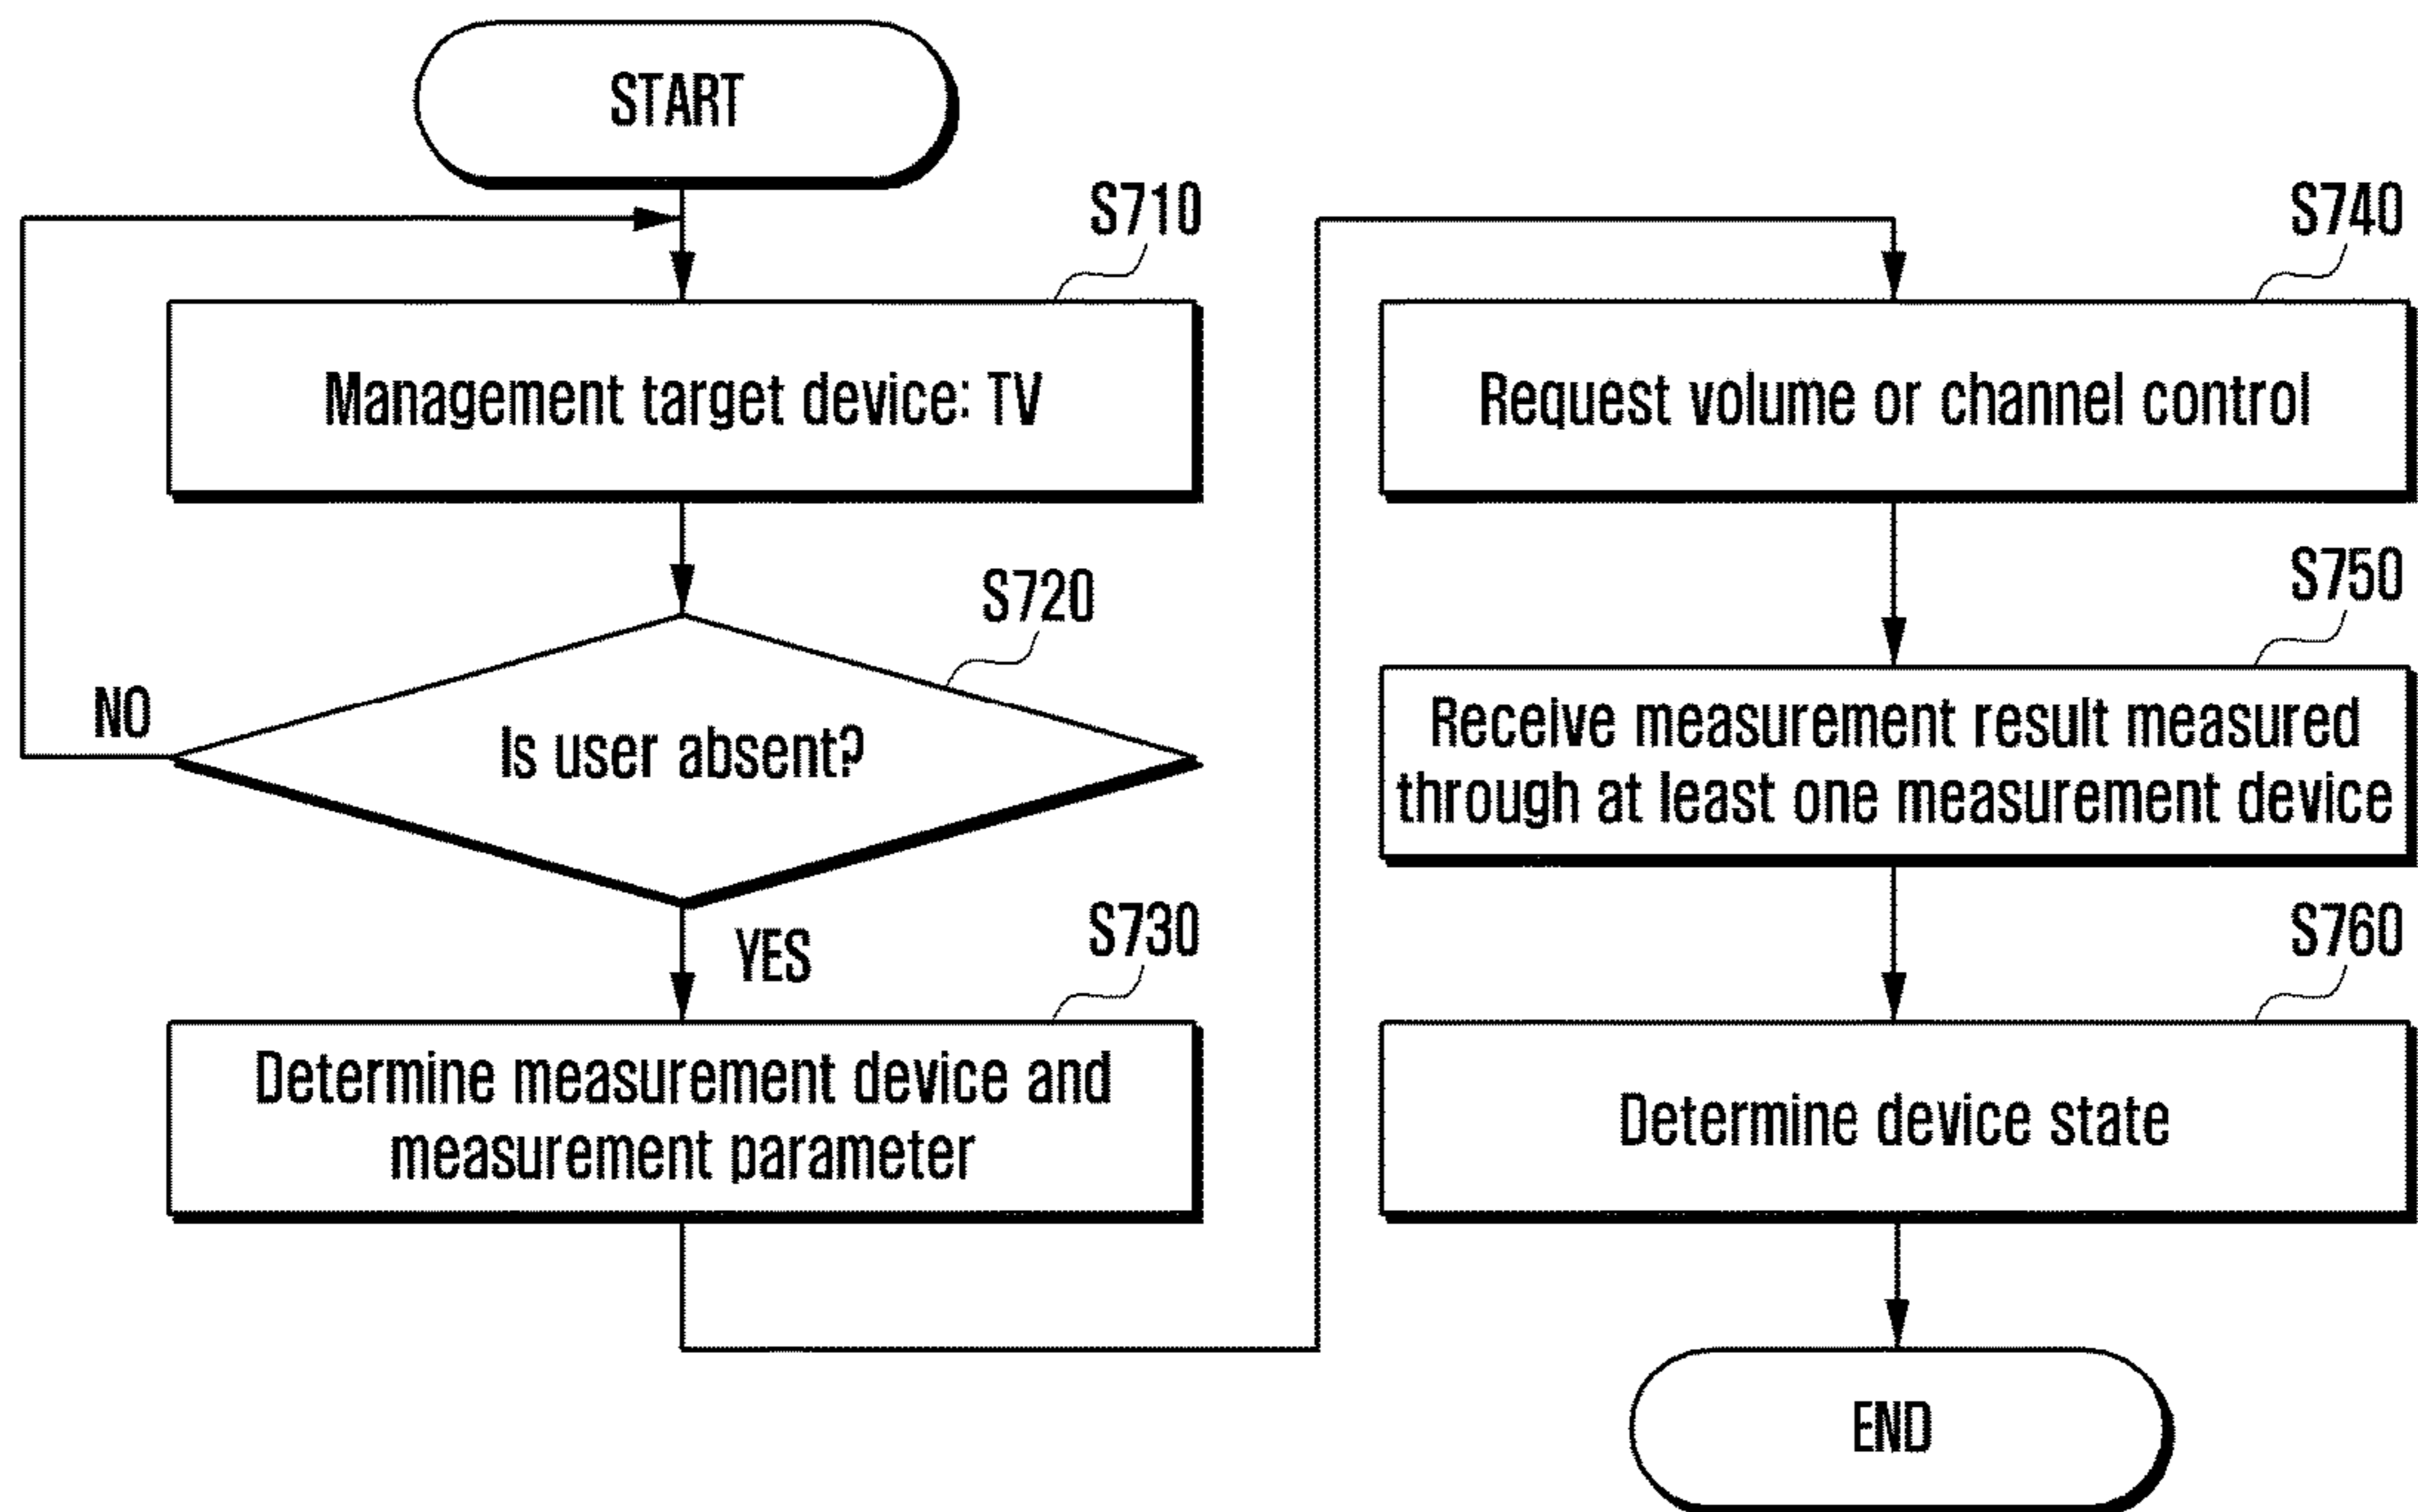 START
S710
Management target device: TV
S720
Is user absent?
NO
YES
S730
Determine measurement device and
measurement parameter
S740
Request volume or channel control
S750
Receive measurement result measured
through at least one measurement device
S760
Determine device state
END